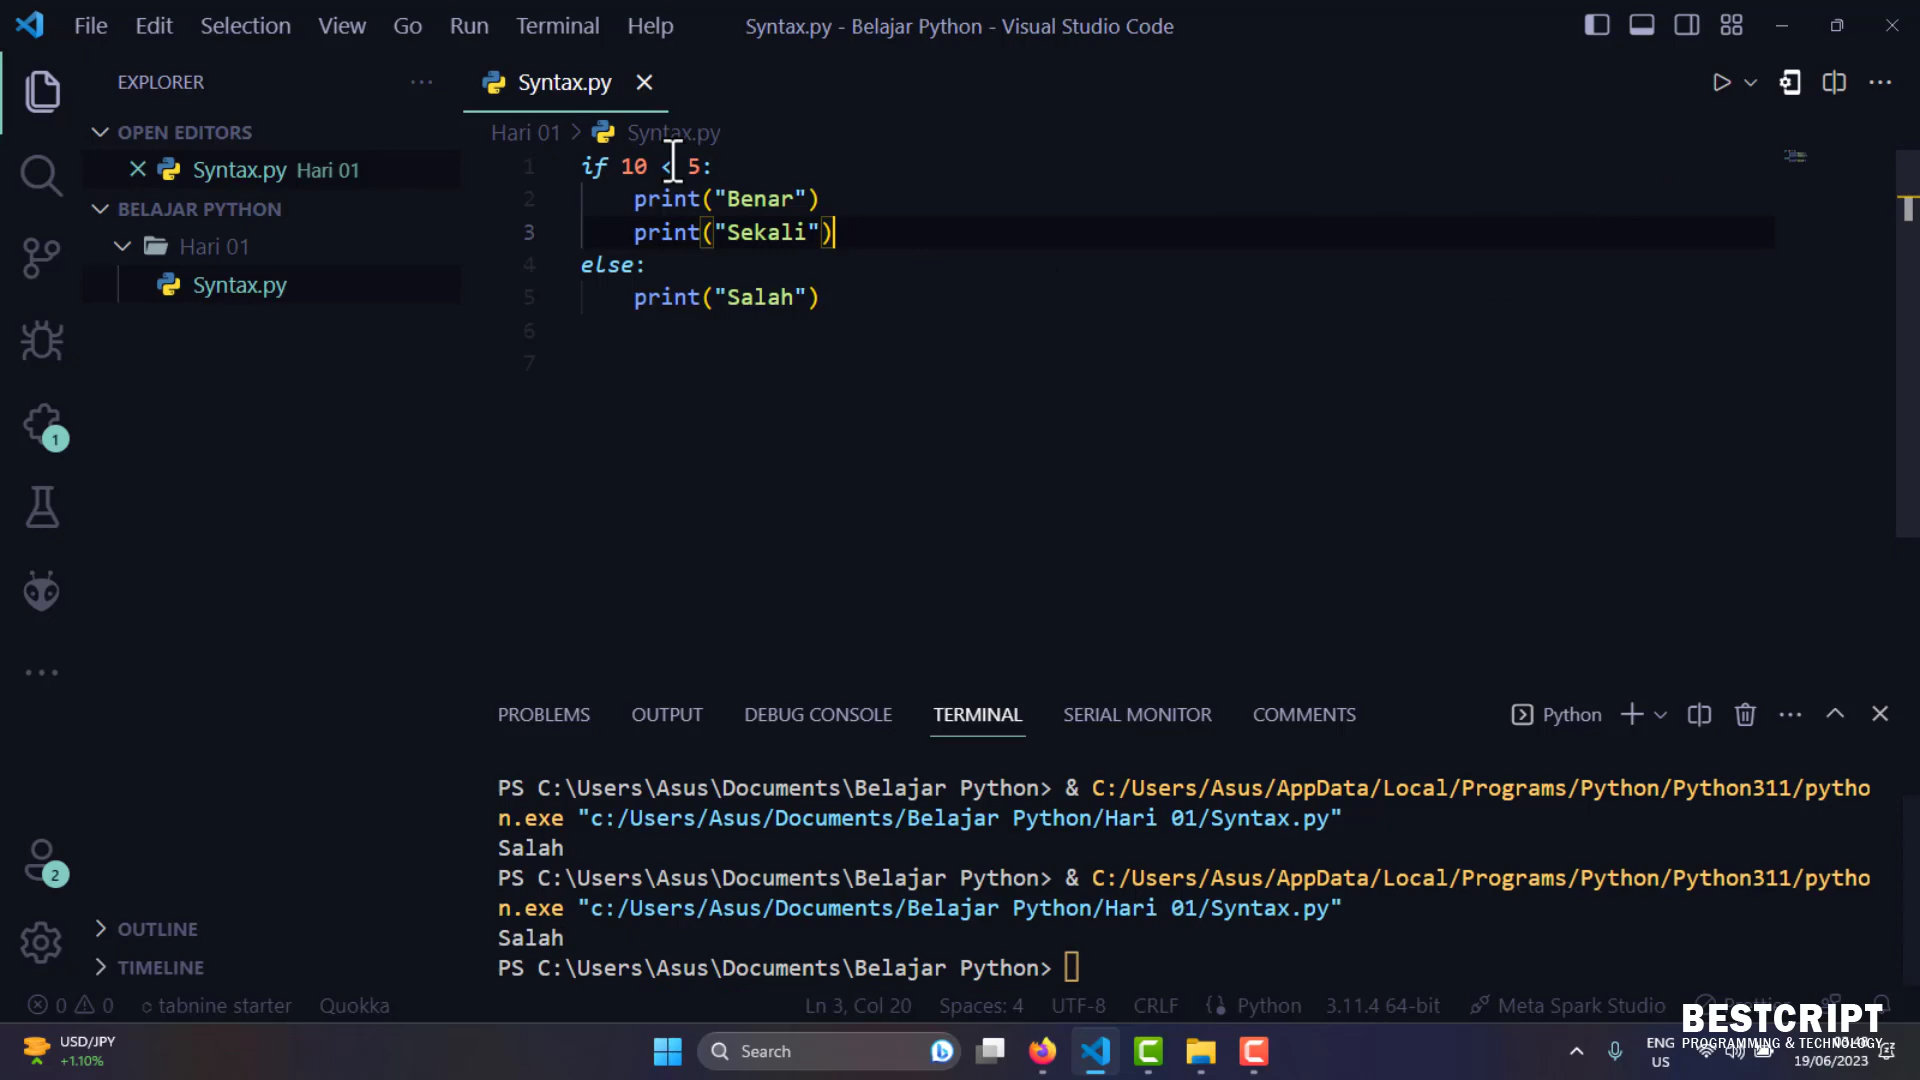 File Edit Selection View Go Run Terminal Help
Syntax.py - Belajar Python - Visual Studio Code
EXPLORER
OPEN EDITORS
Syntax.py Hari 01
BELAJAR PYTHON
Hari 01
Syntax.py
OUTLINE
TIMELINE
1
2
Syntax.py
Hari 01 > Syntax.py
1 if 10 < 5:
2 print("Benar")
3 print("Sekali")
4 else:
5 print("Salah")
6
7
PROBLEMS OUTPUT DEBUG CONSOLE TERMINAL SERIAL MONITOR COMMENTS
Python
PS C:\Users\Asus\Documents\Belajar Python> & C:/Users/Asus/AppData/Local/Programs/Python/Python311/pytho
n.exe "c:/Users/Asus/Documents/Belajar Python/Hari 01/Syntax.py"
Salah
PS C:\Users\Asus\Documents\Belajar Python> & C:/Users/Asus/AppData/Local/Programs/Python/Python311/pytho
n.exe "c:/Users/Asus/Documents/Belajar Python/Hari 01/Syntax.py"
Salah
PS C:\Users\Asus\Documents\Belajar Python>
0 0 tabnine starter Quokka Ln 3, Col 20 Spaces: 4 UTF-8 CRLF Python 3.11.4 64-bit Meta Spark Studio
BESTCRIPT
PROGRAMMING & TECHNOLOGY
USD/JPY
+1.10%
Search
ENG
US
19/06/2023